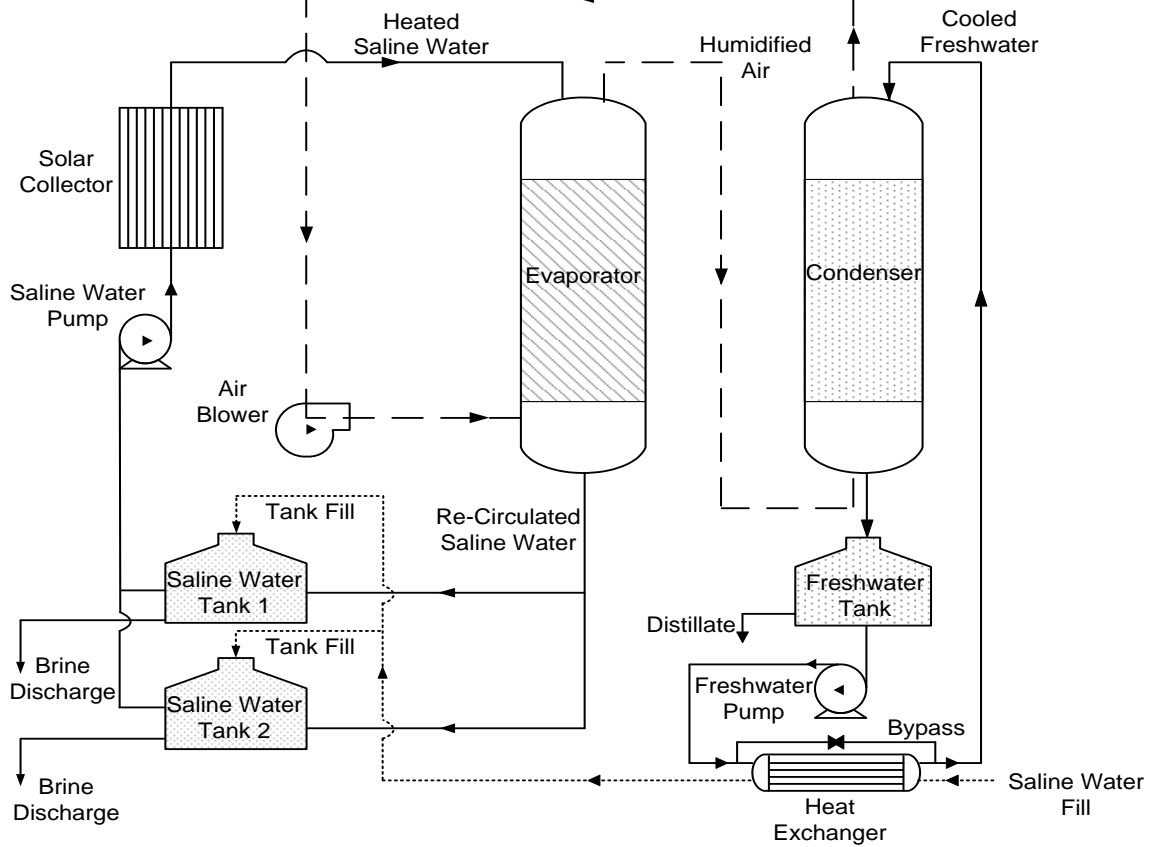 Heated
Saline Water
Cooled
Freshwater
Humidified
Air
Solar
Collector
Evaporator
Condenser
Saline Water
Pump
Air
Blower
Tank Fill
Re-Circulated
Saline Water
Saline Water
Tank 1
Freshwater
Tank
Distillate
Tank Fill
Brine
Discharge
Saline Water
Tank 2
Freshwater
Pump
Bypass
Brine
Discharge
Heat
Exchanger
Saline Water
Fill